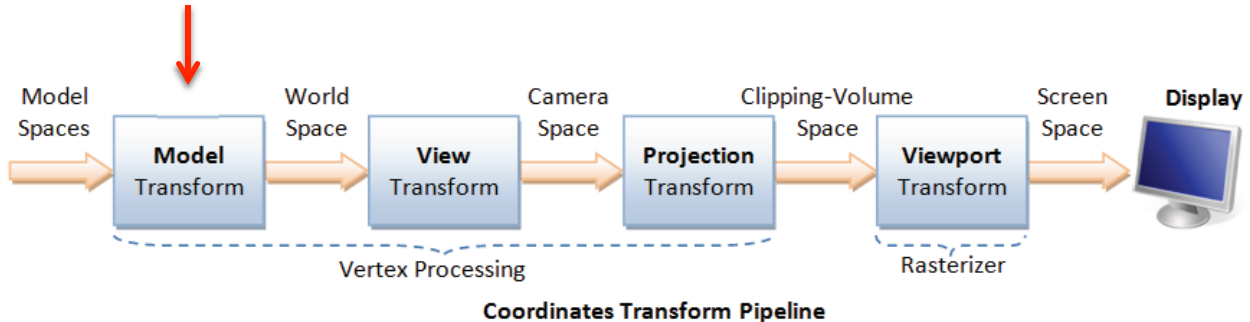 Model
Spaces
Model
Transform
World
Space
View
Transform
Camera
Space
Projection
Transform
Clipping-Volume
Space
Viewport
Transform
Screen
Space
Display
Vertex Processing
Rasterizer
Coordinates Transform Pipeline